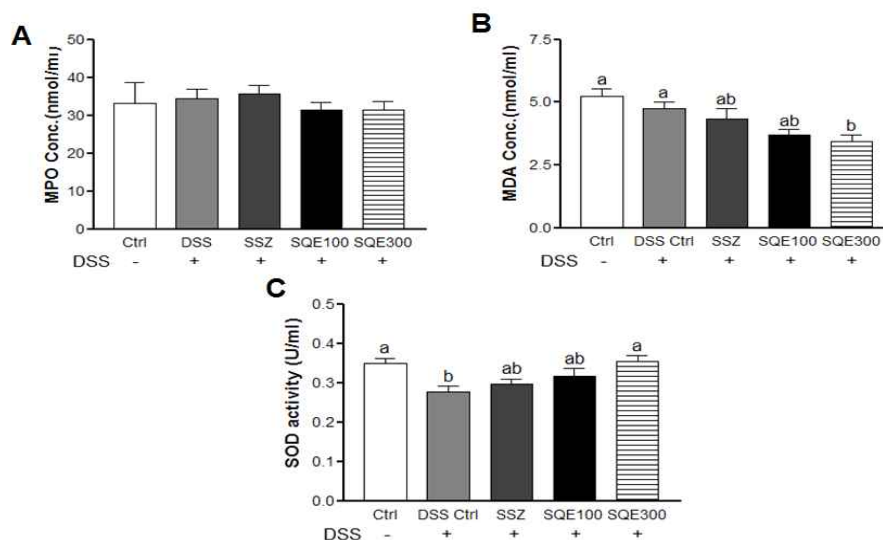 A
MPO Conc.(nmol/ml)
50
40
30
20
10
0
Ctrl DSS SSZ SQE100 SQE300
DSS - + + + +
B
MDA Conc.(nmol/ml)
7.5
5.0
2.5
0.0
a a ab ab b
Ctrl DSS Ctrl SSZ SQE100 SQE300
DSS - + + + +
C
SOD activity (U/ml)
0.5
0.4
0.3
0.2
0.1
0.0
a b ab ab a
Ctrl DSS Ctrl SSZ SQE100 SQE300
DSS - + + + +